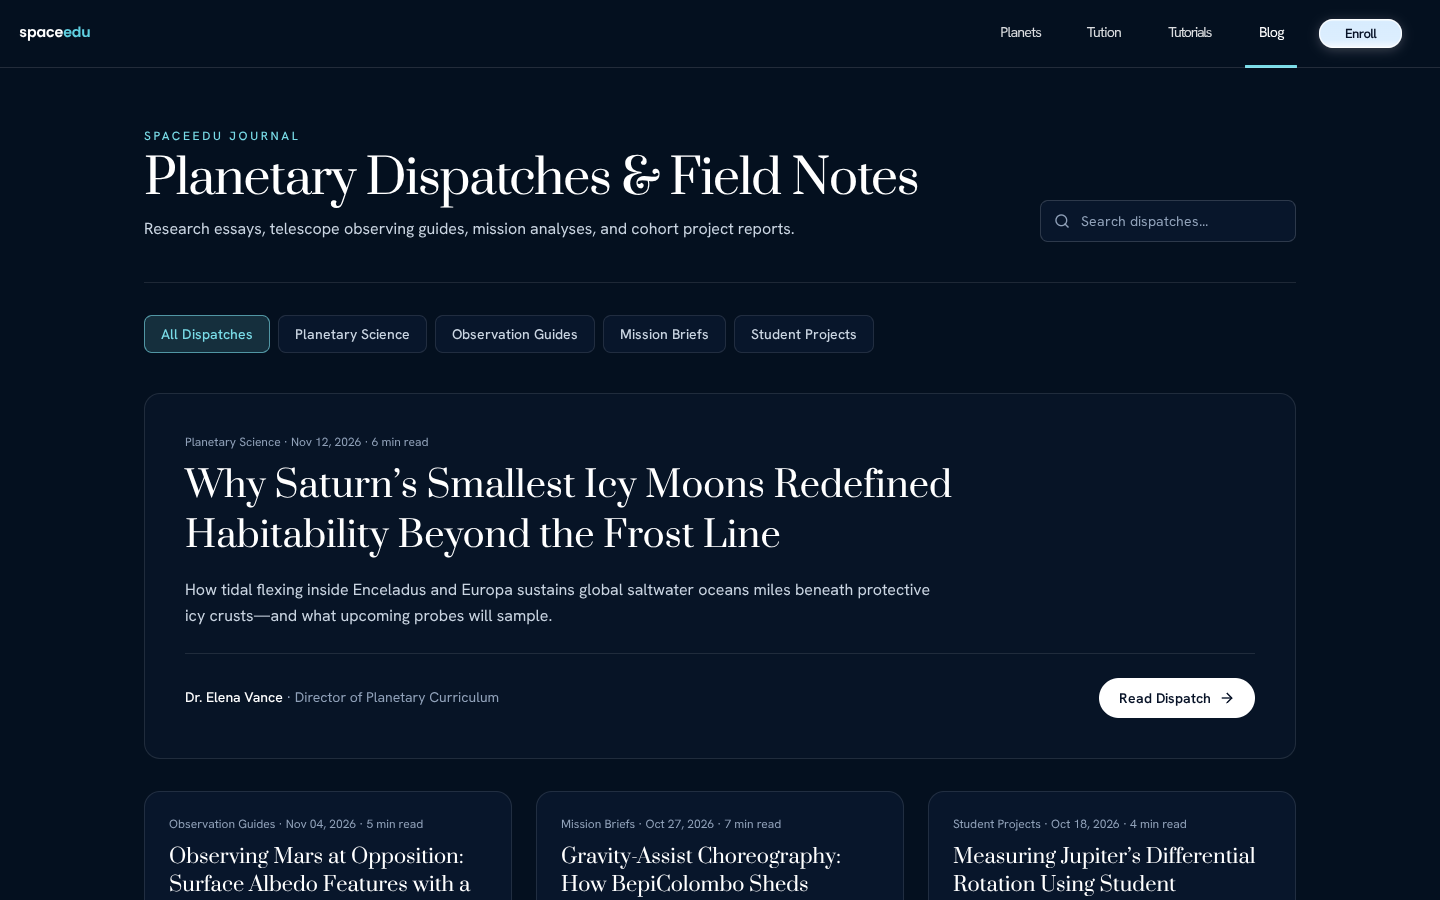 spaceedu
Planets
Tution
Tutorials
Blog
Enroll
SPACEEDU JOURNAL
Planetary Dispatches & Field Notes
Research essays, telescope observing guides, mission analyses, and cohort project reports.
Search dispatches...
All Dispatches
Planetary Science
Observation Guides
Mission Briefs
Student Projects
Planetary Science · Nov 12, 2026 · 6 min read
Why Saturn’s Smallest Icy Moons Redefined
Habitability Beyond the Frost Line
How tidal flexing inside Enceladus and Europa sustains global saltwater oceans miles beneath protective
icy crusts—and what upcoming probes will sample.
Dr. Elena Vance · Director of Planetary Curriculum
Read Dispatch
Observation Guides · Nov 04, 2026 · 5 min read
Observing Mars at Opposition:
Surface Albedo Features with a
Mission Briefs · Oct 27, 2026 · 7 min read
Gravity-Assist Choreography:
How BepiColombo Sheds
Student Projects · Oct 18, 2026 · 4 min read
Measuring Jupiter’s Differential
Rotation Using Student